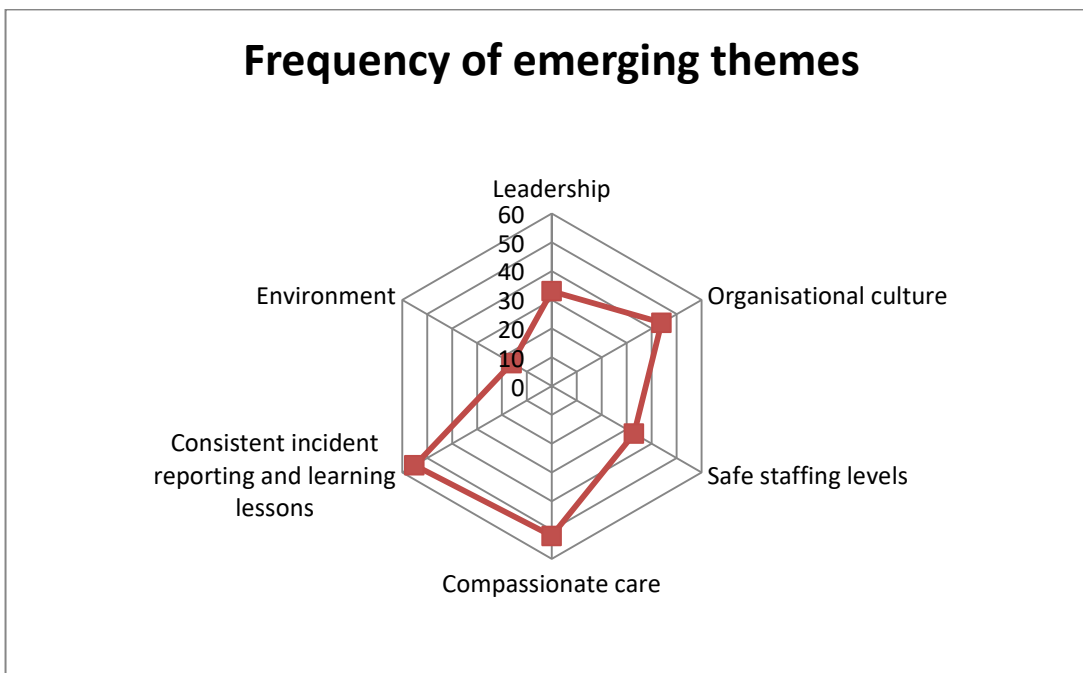 Frequency of emerging themes
Leadership
60
50
40
30
20
10
0
Environment
Organisational culture
Consistent incident
reporting and learning
lessons
Safe staffing levels
Compassionate care